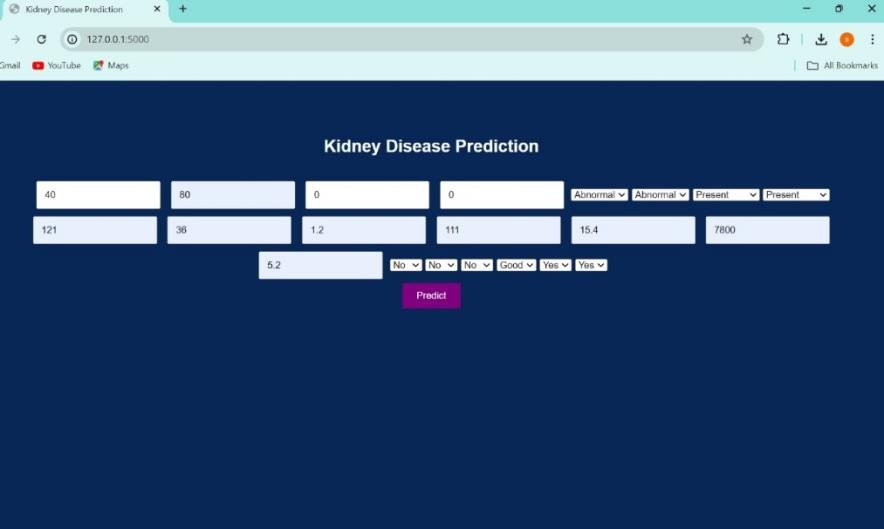 Kidney Disease Prediction
127.0.0.1:5000
Gmail YouTube Maps All Bookmarks
Kidney Disease Prediction
40 80 0 0 Abnormal Abnormal Present Present
121 36 1.2 111 15.4 7800
5.2 No No No Good Yes Yes
Predict